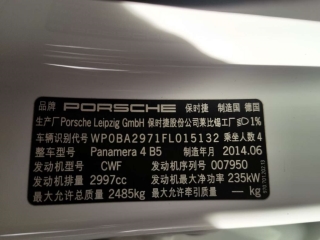 品牌 PORSCHE 保时捷 制造国 德国
生产厂 Porsche Leipzig GmbH 保时捷股份公司莱比锡工厂 1%
车辆识别代号 WP0BA2971FL015132 乘坐人数 4
整车型号 Panamera 4 B5 制造年月 2014.06
发动机型号 CWF 发动机序列号 007950
发动机排量 2997cc 发动机最大净功率 235kW
最大允许总质量 2485kg 最大允许牵引质量 — kg